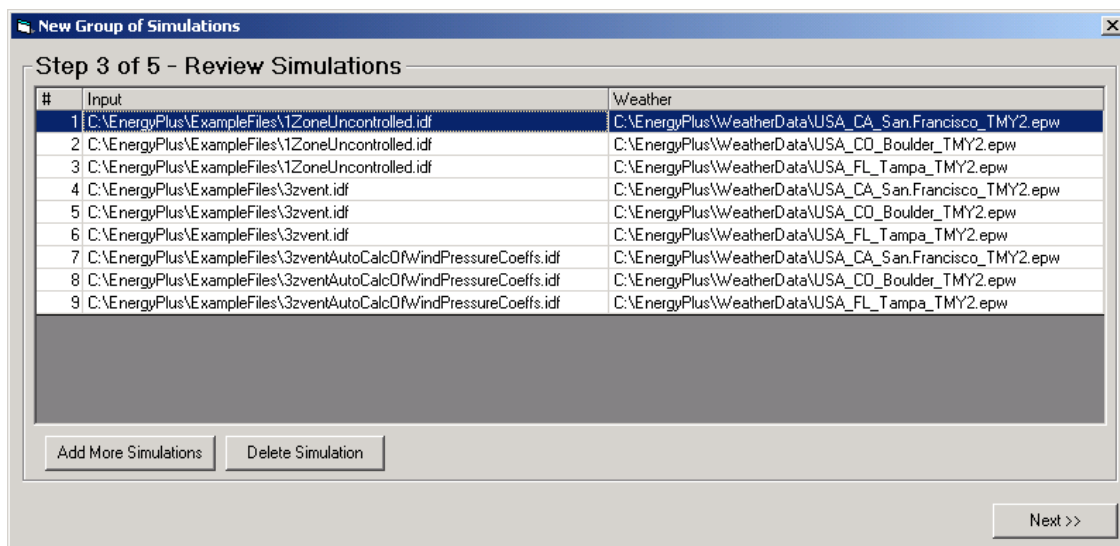 New Group of Simulations
Step 3 of 5 - Review Simulations
# Input Weather
1 C:\EnergyPlus\ExampleFiles\1ZoneUncontrolled.idf C:\EnergyPlus\WeatherData\USA_CA_San.Francisco_TMY2.epw
2 C:\EnergyPlus\ExampleFiles\1ZoneUncontrolled.idf C:\EnergyPlus\WeatherData\USA_CO_Boulder_TMY2.epw
3 C:\EnergyPlus\ExampleFiles\1ZoneUncontrolled.idf C:\EnergyPlus\WeatherData\USA_FL_Tampa_TMY2.epw
4 C:\EnergyPlus\ExampleFiles\3zvent.idf C:\EnergyPlus\WeatherData\USA_CA_San.Francisco_TMY2.epw
5 C:\EnergyPlus\ExampleFiles\3zvent.idf C:\EnergyPlus\WeatherData\USA_CO_Boulder_TMY2.epw
6 C:\EnergyPlus\ExampleFiles\3zvent.idf C:\EnergyPlus\WeatherData\USA_FL_Tampa_TMY2.epw
7 C:\EnergyPlus\ExampleFiles\3zventAutoCalcOfWindPressureCoeffs.idf C:\EnergyPlus\WeatherData\USA_CA_San.Francisco_TMY2.epw
8 C:\EnergyPlus\ExampleFiles\3zventAutoCalcOfWindPressureCoeffs.idf C:\EnergyPlus\WeatherData\USA_CO_Boulder_TMY2.epw
9 C:\EnergyPlus\ExampleFiles\3zventAutoCalcOfWindPressureCoeffs.idf C:\EnergyPlus\WeatherData\USA_FL_Tampa_TMY2.epw
Add More Simulations Delete Simulation
Next >>